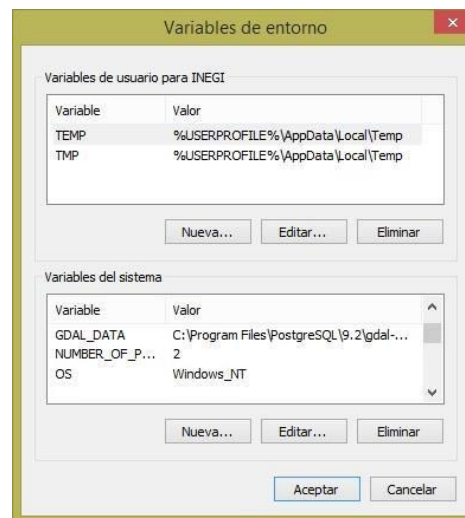 Variables de entorno
Variables de usuario para INEGI
Variable Valor
TEMP %USERPROFILE%\AppData\Local\Temp
TMP %USERPROFILE%\AppData\Local\Temp
Nueva... Editar... Eliminar
Variables del sistema
Variable Valor
GDAL_DATA C:\Program Files\PostgreSQL\9.2\gdal-...
NUMBER_OF_P... 2
OS Windows_NT
Nueva... Editar... Eliminar
Aceptar Cancelar